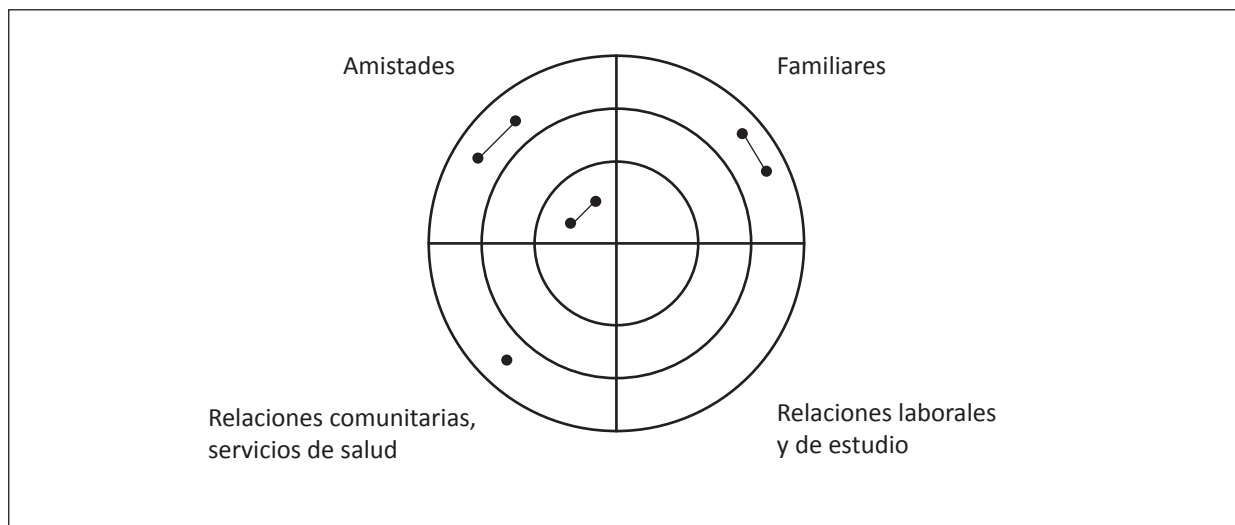 Amistades
Familiares
Relaciones comunitarias,
servicios de salud
Relaciones laborales
y de estudio